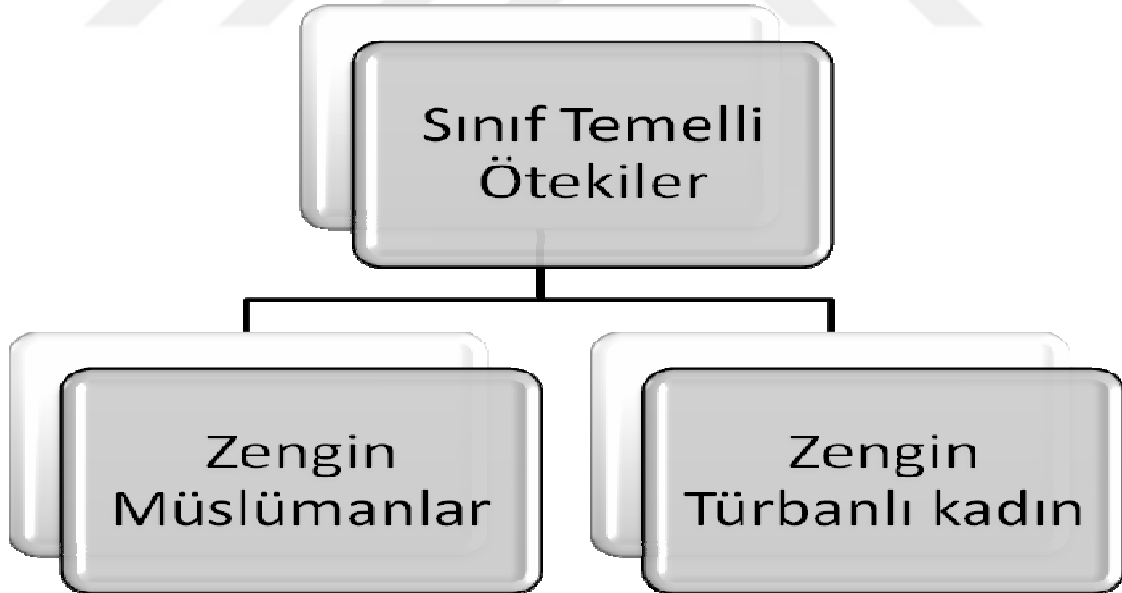 Sınıf Temelli
Ötekiler
Zengin
Müslümanlar
Zengin
Türbanlı kadın